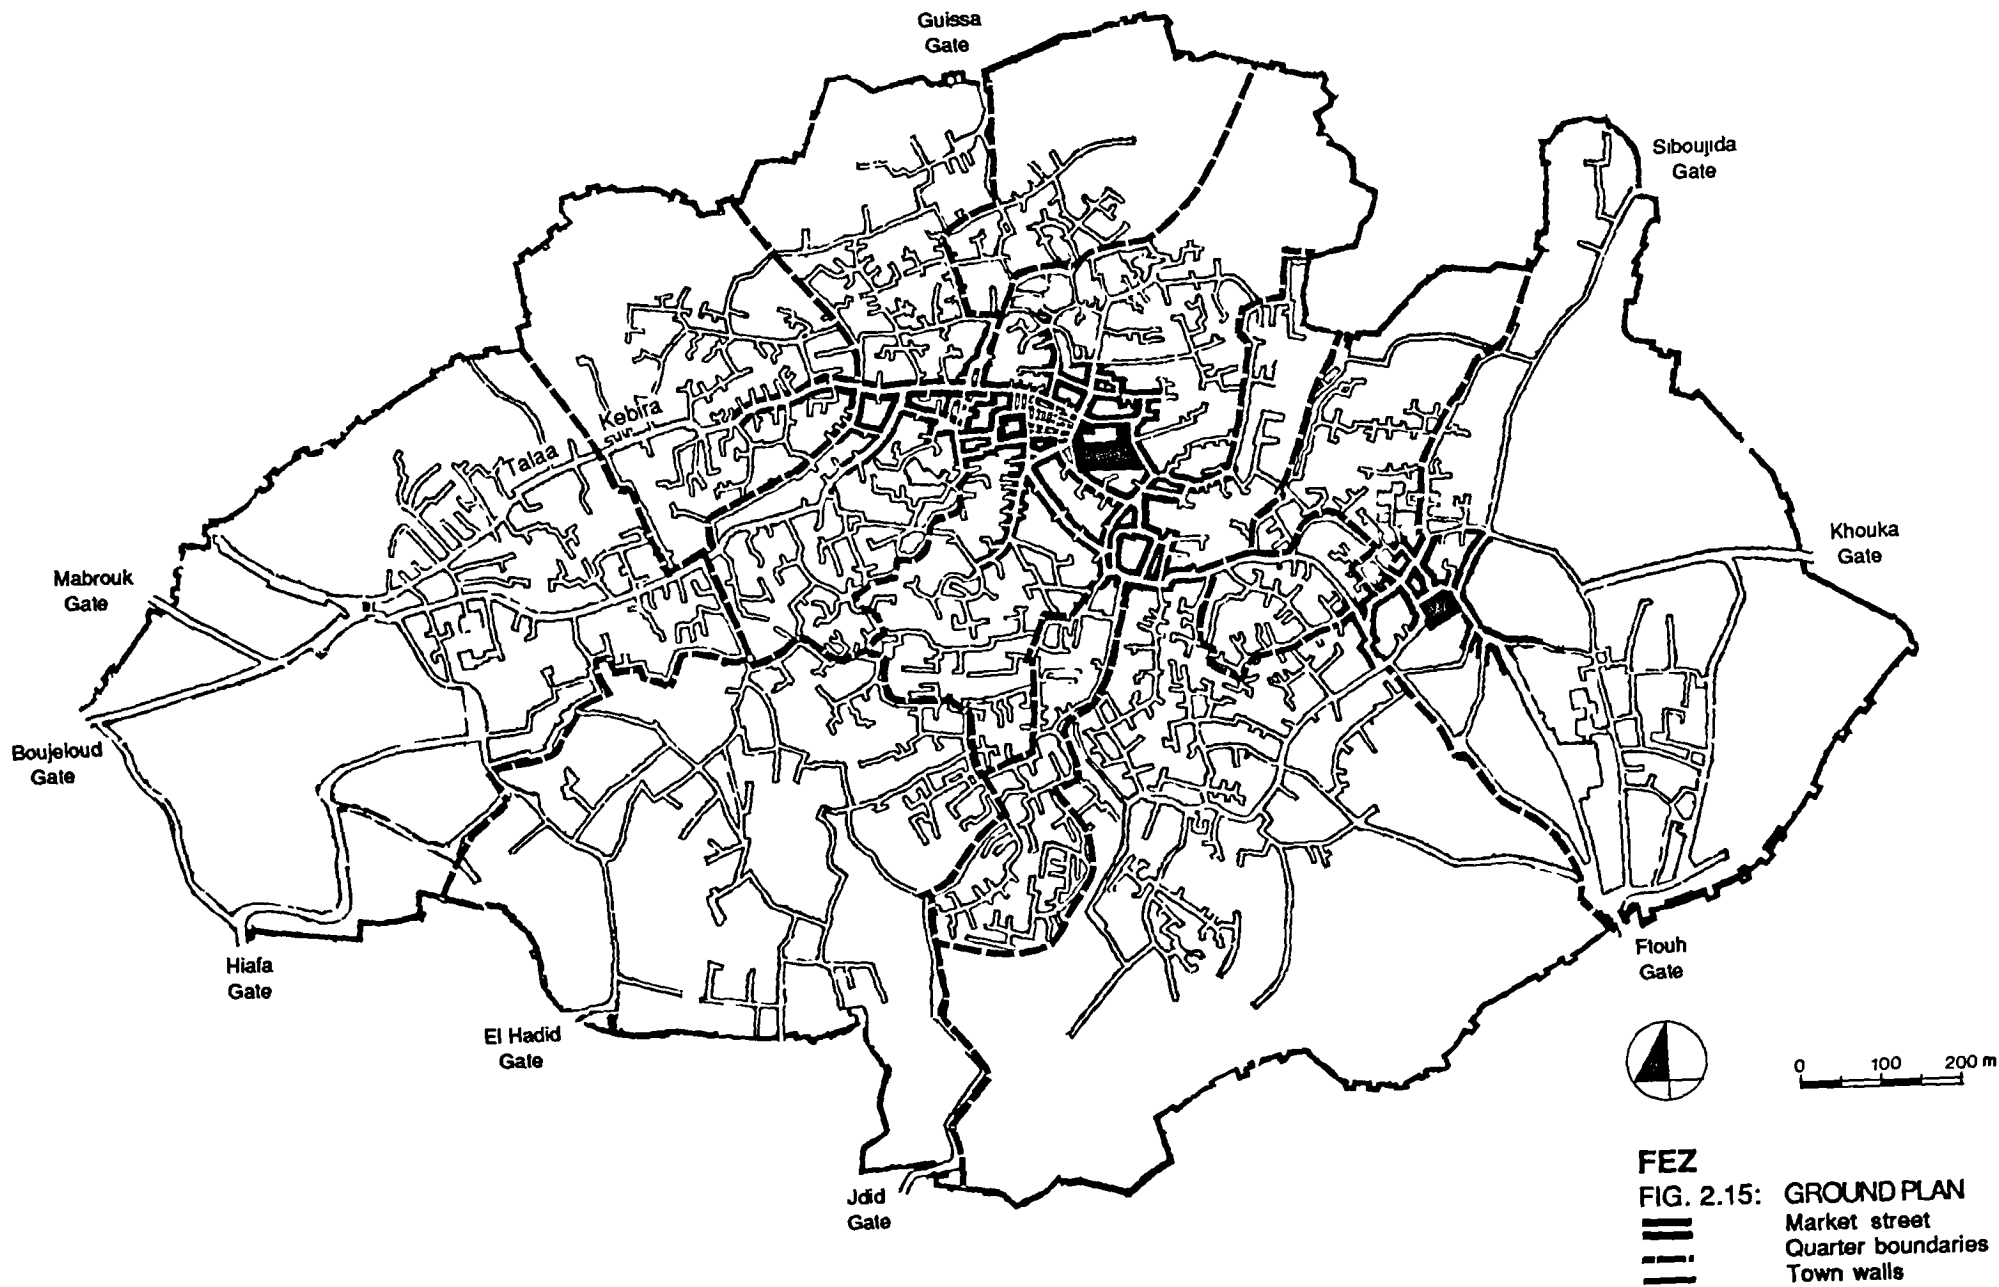 Guissa
Gate
Siboujida
Gate
Kebira
Talaa
Khouka
Gate
Mabrouk
Gate
Boujeloud
Gate
Hiafa
Gate
El Hadid
Gate
Ftouh
Gate
Jdid
Gate
0 100 200 m
FEZ
FIG. 2.15: GROUND PLAN
Market street
Quarter boundaries
Town walls